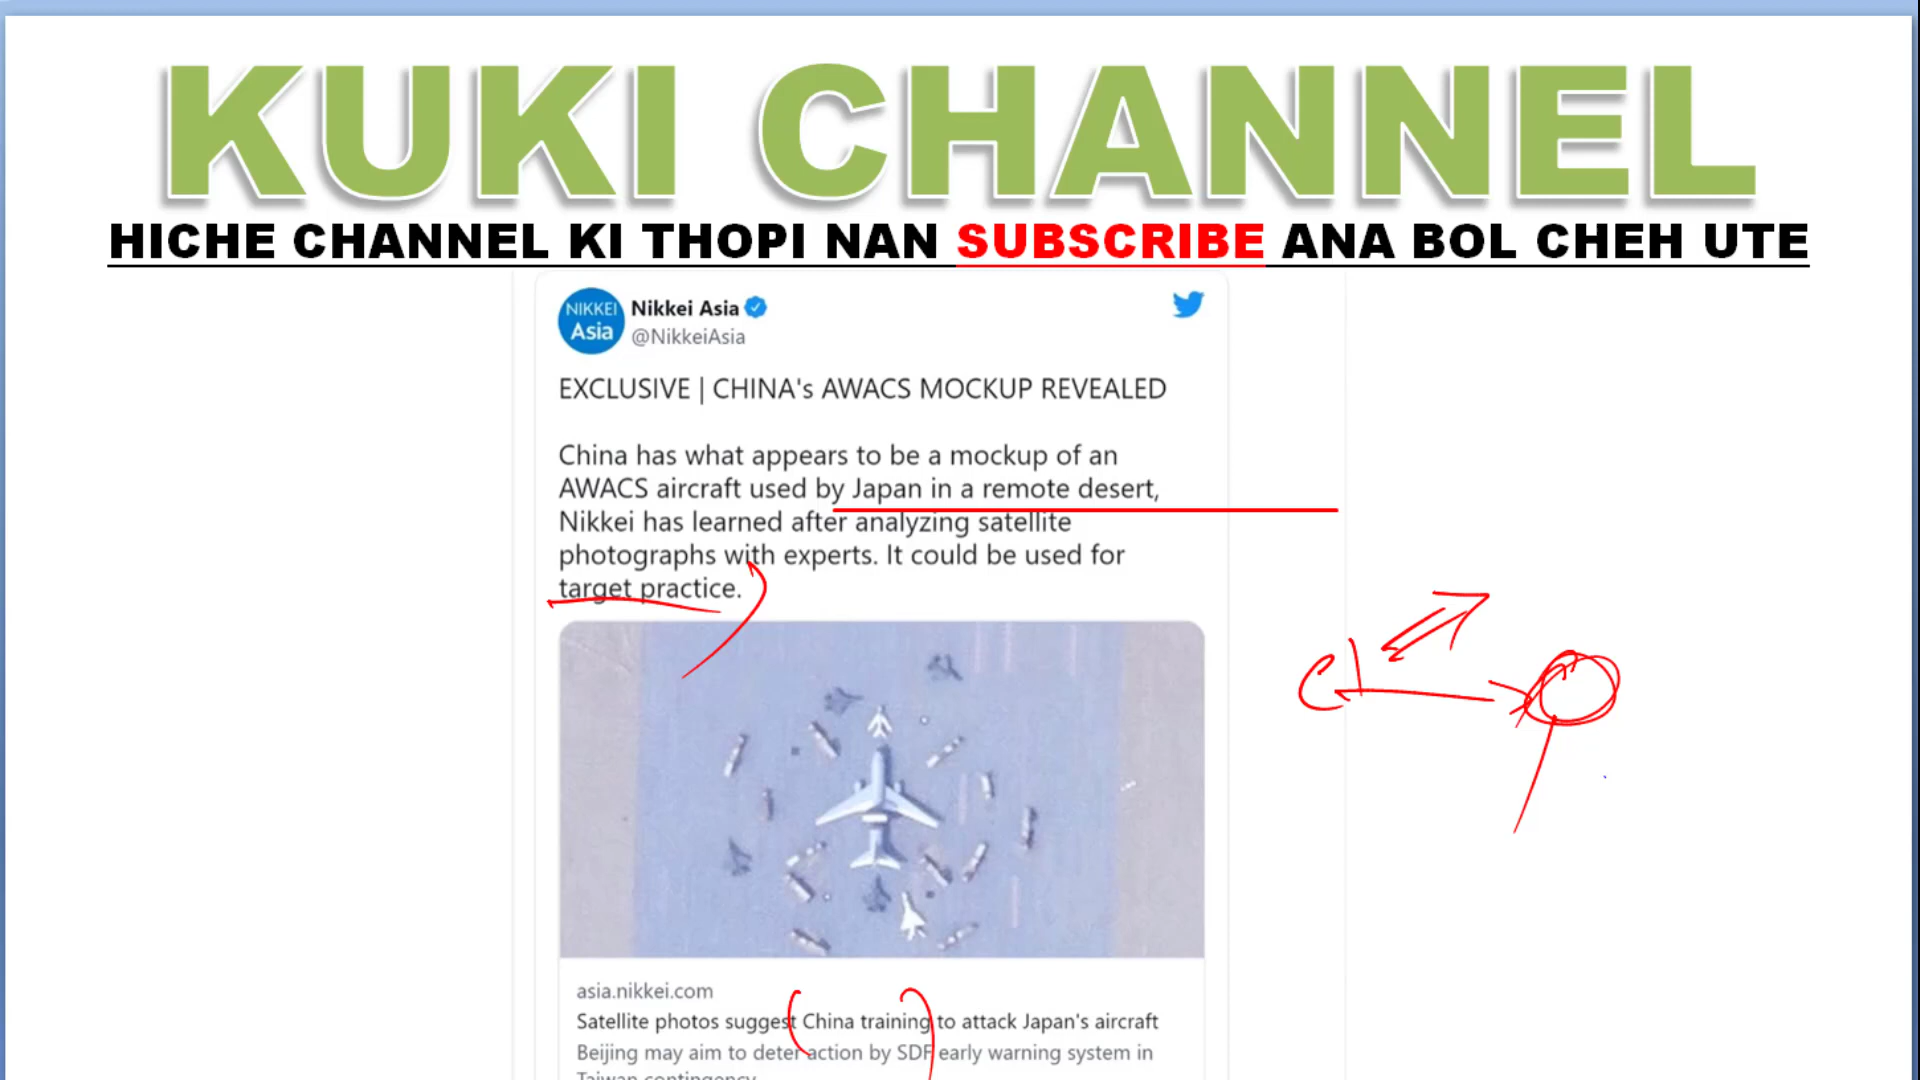 KUKI CHANNEL
HICHE CHANNEL KI THOPI NAN SUBSCRIBE ANA BOL CHEH UTE
NIKKEI
Asia
Nikkei Asia
@NikkeiAsia
EXCLUSIVE | CHINA's AWACS MOCKUP REVEALED
China has what appears to be a mockup of an
AWACS aircraft used by Japan in a remote desert,
Nikkei has learned after analyzing satellite
photographs with experts. It could be used for
target practice.
asia.nikkei.com
Satellite photos suggest China training to attack Japan's aircraft
Beijing may aim to deter action by SDF early warning system in
Taiwan contingency